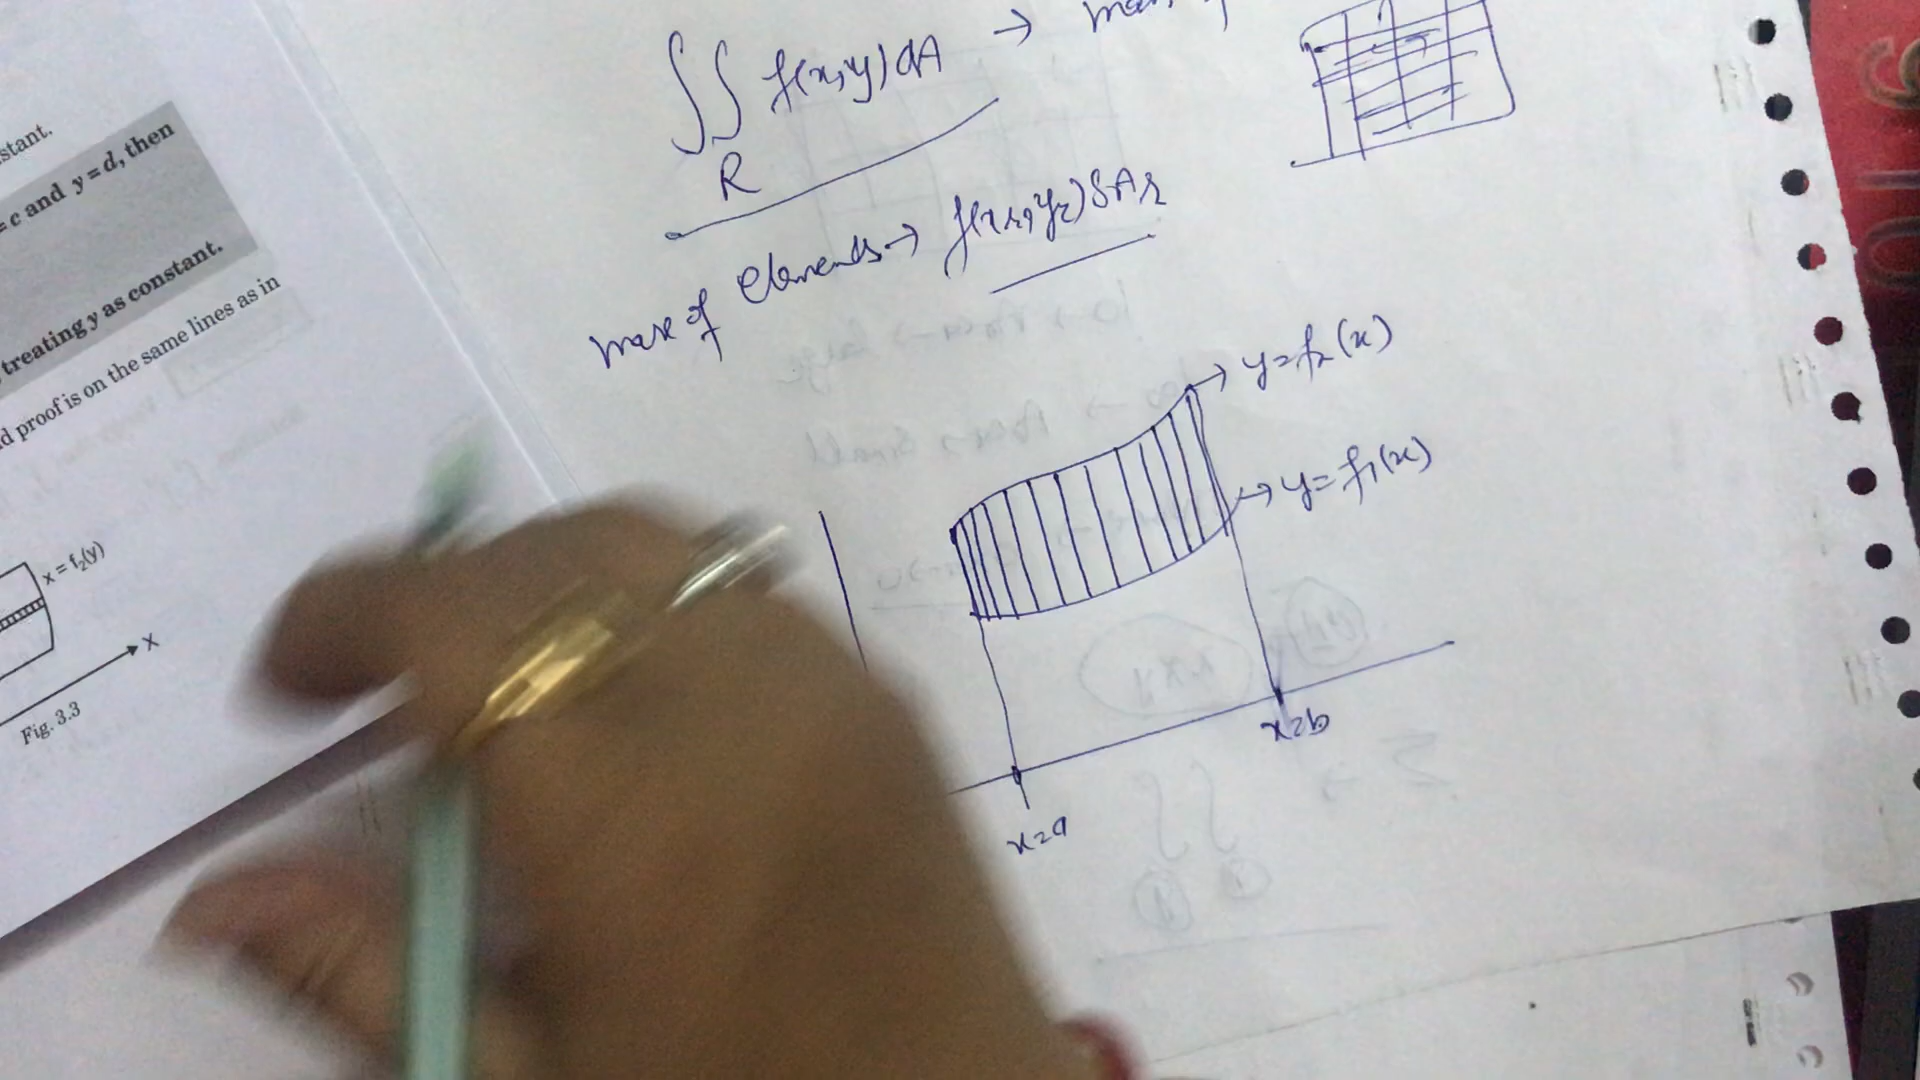 stant.
=c and y=d, then
treating y as constant.
d proof is on the same lines as in
x = f₂(y)
X
Fig. 3.3
∫∫ f(x,y) dA →
R
mass of elements → f(xr,yr)δAr
y=f₂(x)
y=f₁(x)
x=b
x=a